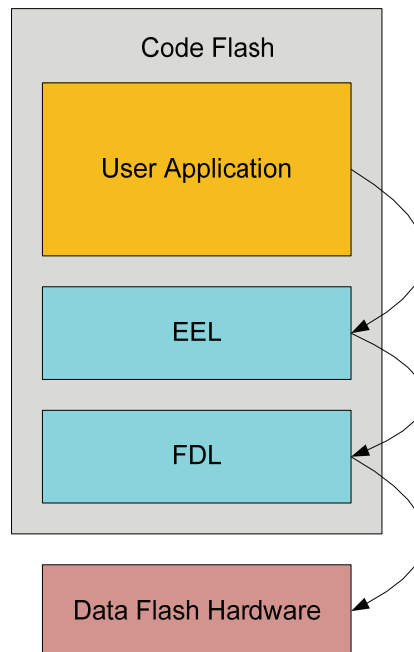 Code Flash
User Application
EEL
FDL
Data Flash Hardware